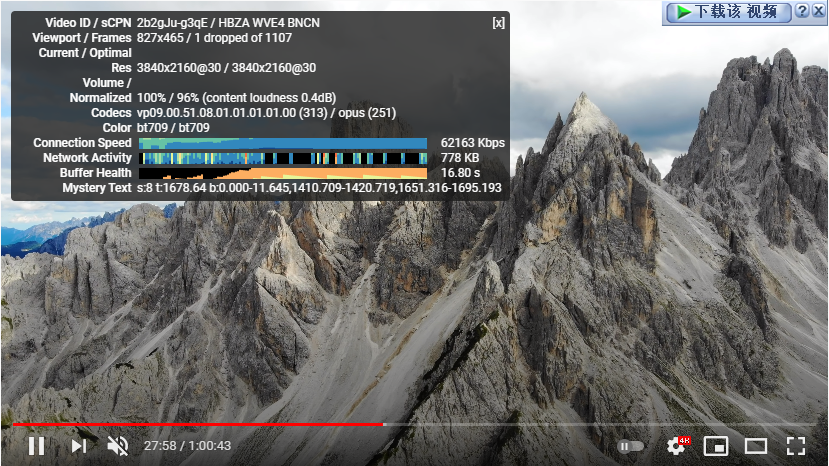 下载该 视频 ? X
Video ID / sCPN 2b2gJu-g3qE / HBZA WVE4 BNCN [x]
Viewport / Frames 827x465 / 1 dropped of 1107
Current / Optimal
Res 3840x2160@30 / 3840x2160@30
Volume /
Normalized 100% / 96% (content loudness 0.4dB)
Codecs vp09.00.51.08.01.01.01.01.00 (313) / opus (251)
Color bt709 / bt709
Connection Speed 62163 Kbps
Network Activity 778 KB
Buffer Health 16.80 s
Mystery Text s:8 t:1678.64 b:0.000-11.645,1410.709-1420.719,1651.316-1695.193
27:58 / 1:00:43 4K